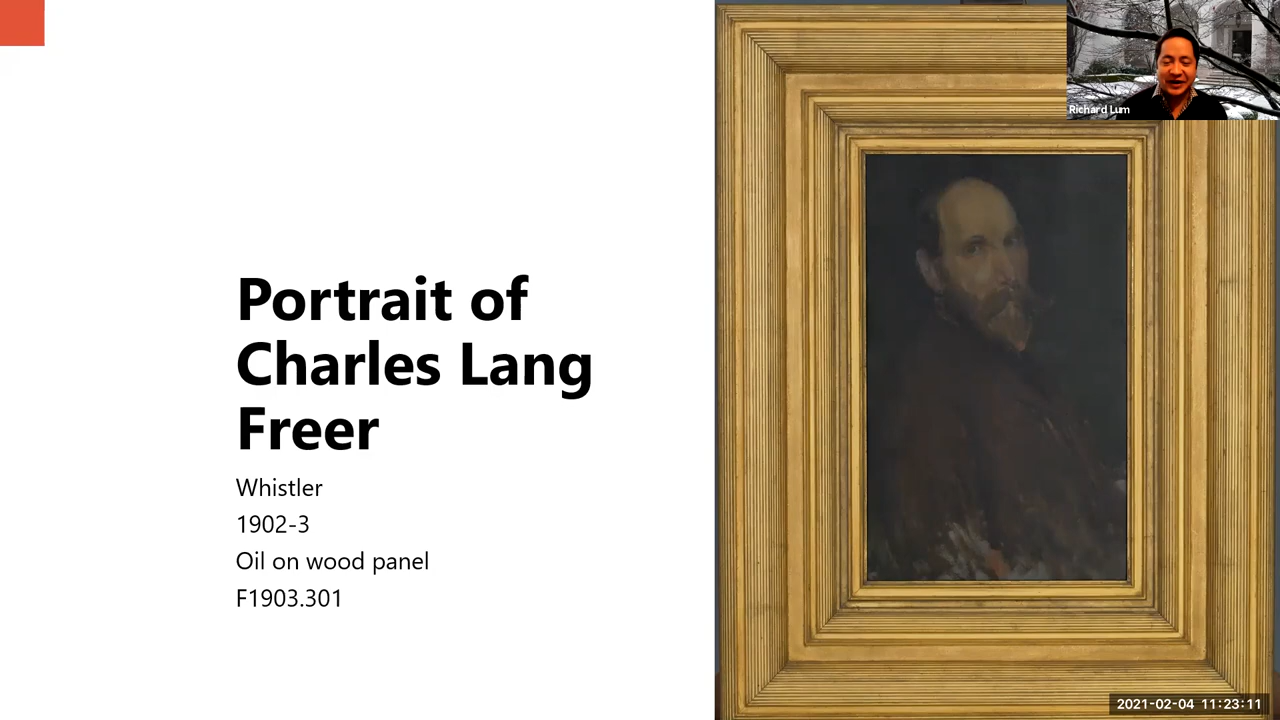 Richard Lum
Portrait of
Charles Lang
Freer
Whistler
1902-3
Oil on wood panel
F1903.301
2021-02-04 11:23:11